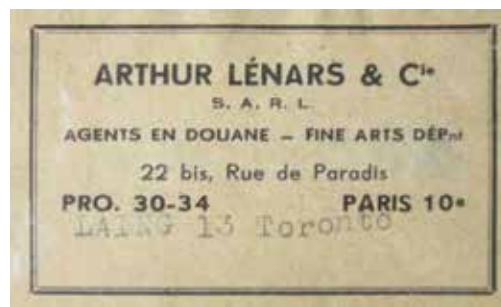 ARTHUR LÉNARS & Cie
S. A. R. L.
AGENTS EN DOUANE – FINE ARTS DÉPnt
22 bis, Rue de Paradis
PRO. 30-34 PARIS 10e
LAING 13 Toronto